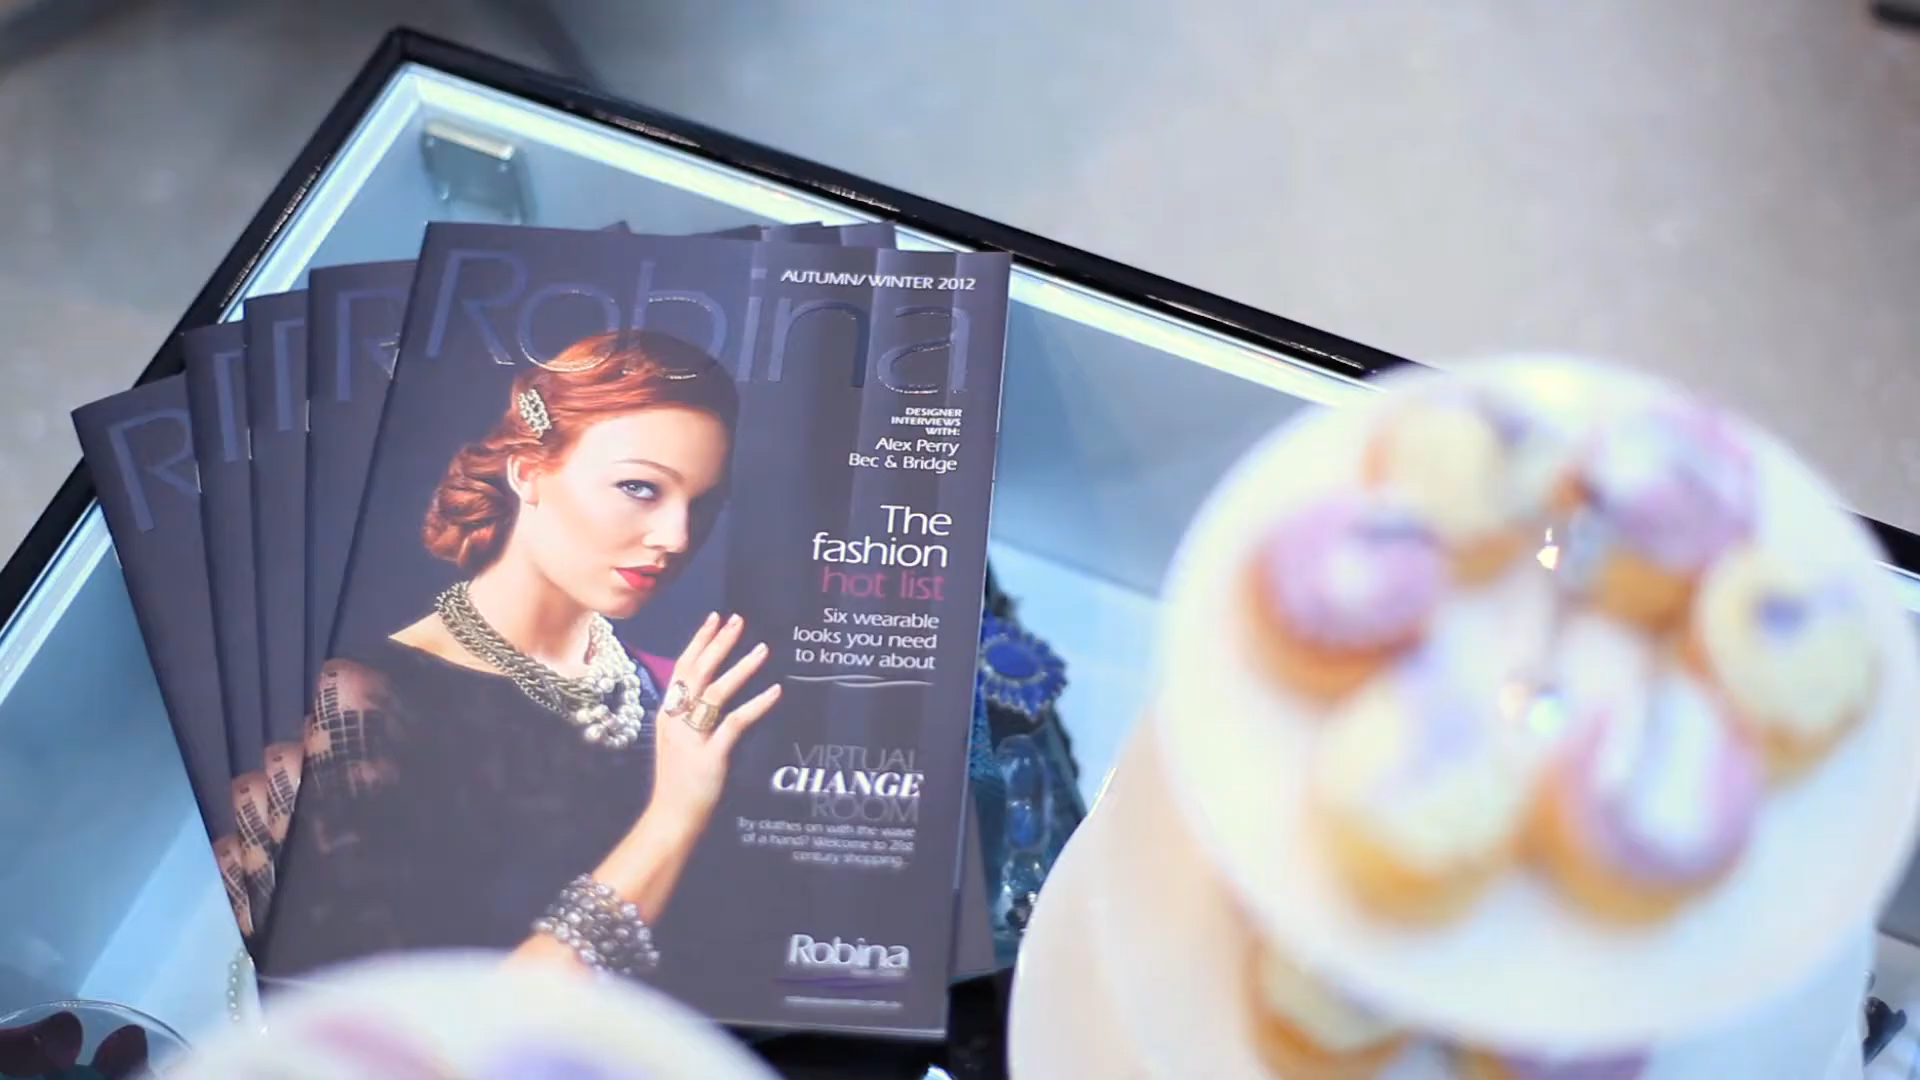 Robina
AUTUMN/WINTER 2012
DESIGNER
INTERVIEWS
WITH:
Alex Perry
Bec & Bridge
The
fashion
hot list
Six wearable
looks you need
to know about
VIRTUAL
CHANGE
ROOM
Try clothes on with the wave
of a hand? Welcome to 21st
century shopping...
Robina
R
R